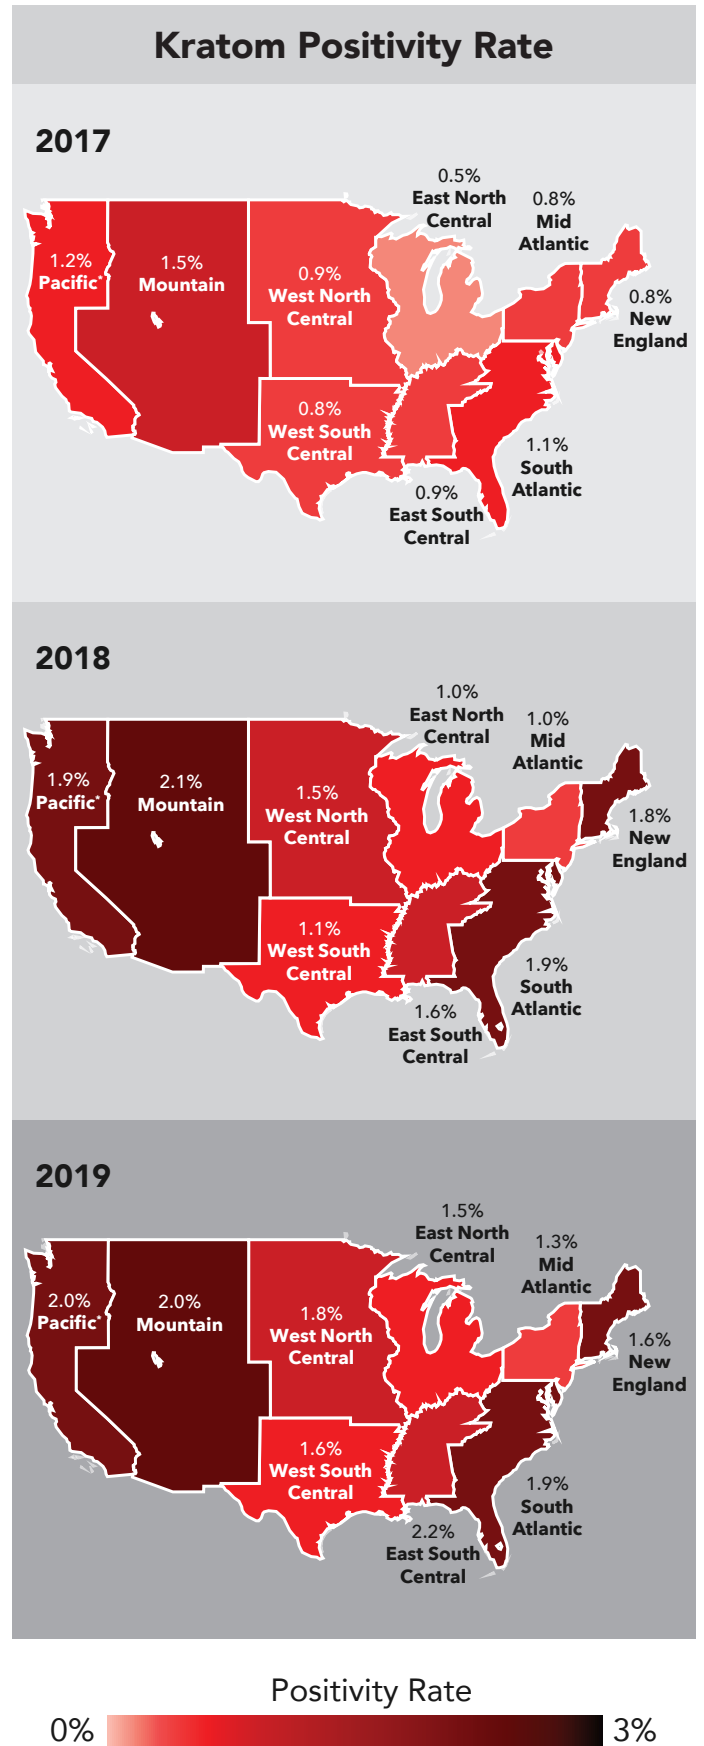 Kratom Positivity Rate
2017
0.5%
East North
Central
0.8%
Mid
Atlantic
1.2%
Pacific*
1.5%
Mountain
0.9%
West North
Central
0.8%
New
England
0.8%
West South
Central
1.1%
South
Atlantic
0.9%
East South
Central
2018
1.0%
East North
Central
1.0%
Mid
Atlantic
1.9%
Pacific*
2.1%
Mountain
1.5%
West North
Central
1.8%
New
England
1.1%
West South
Central
1.9%
South
Atlantic
1.6%
East South
Central
2019
1.5%
East North
Central
1.3%
Mid
Atlantic
2.0%
Pacific*
2.0%
Mountain
1.8%
West North
Central
1.6%
New
England
1.6%
West South
Central
1.9%
South
Atlantic
2.2%
East South
Central
Positivity Rate
0%
3%